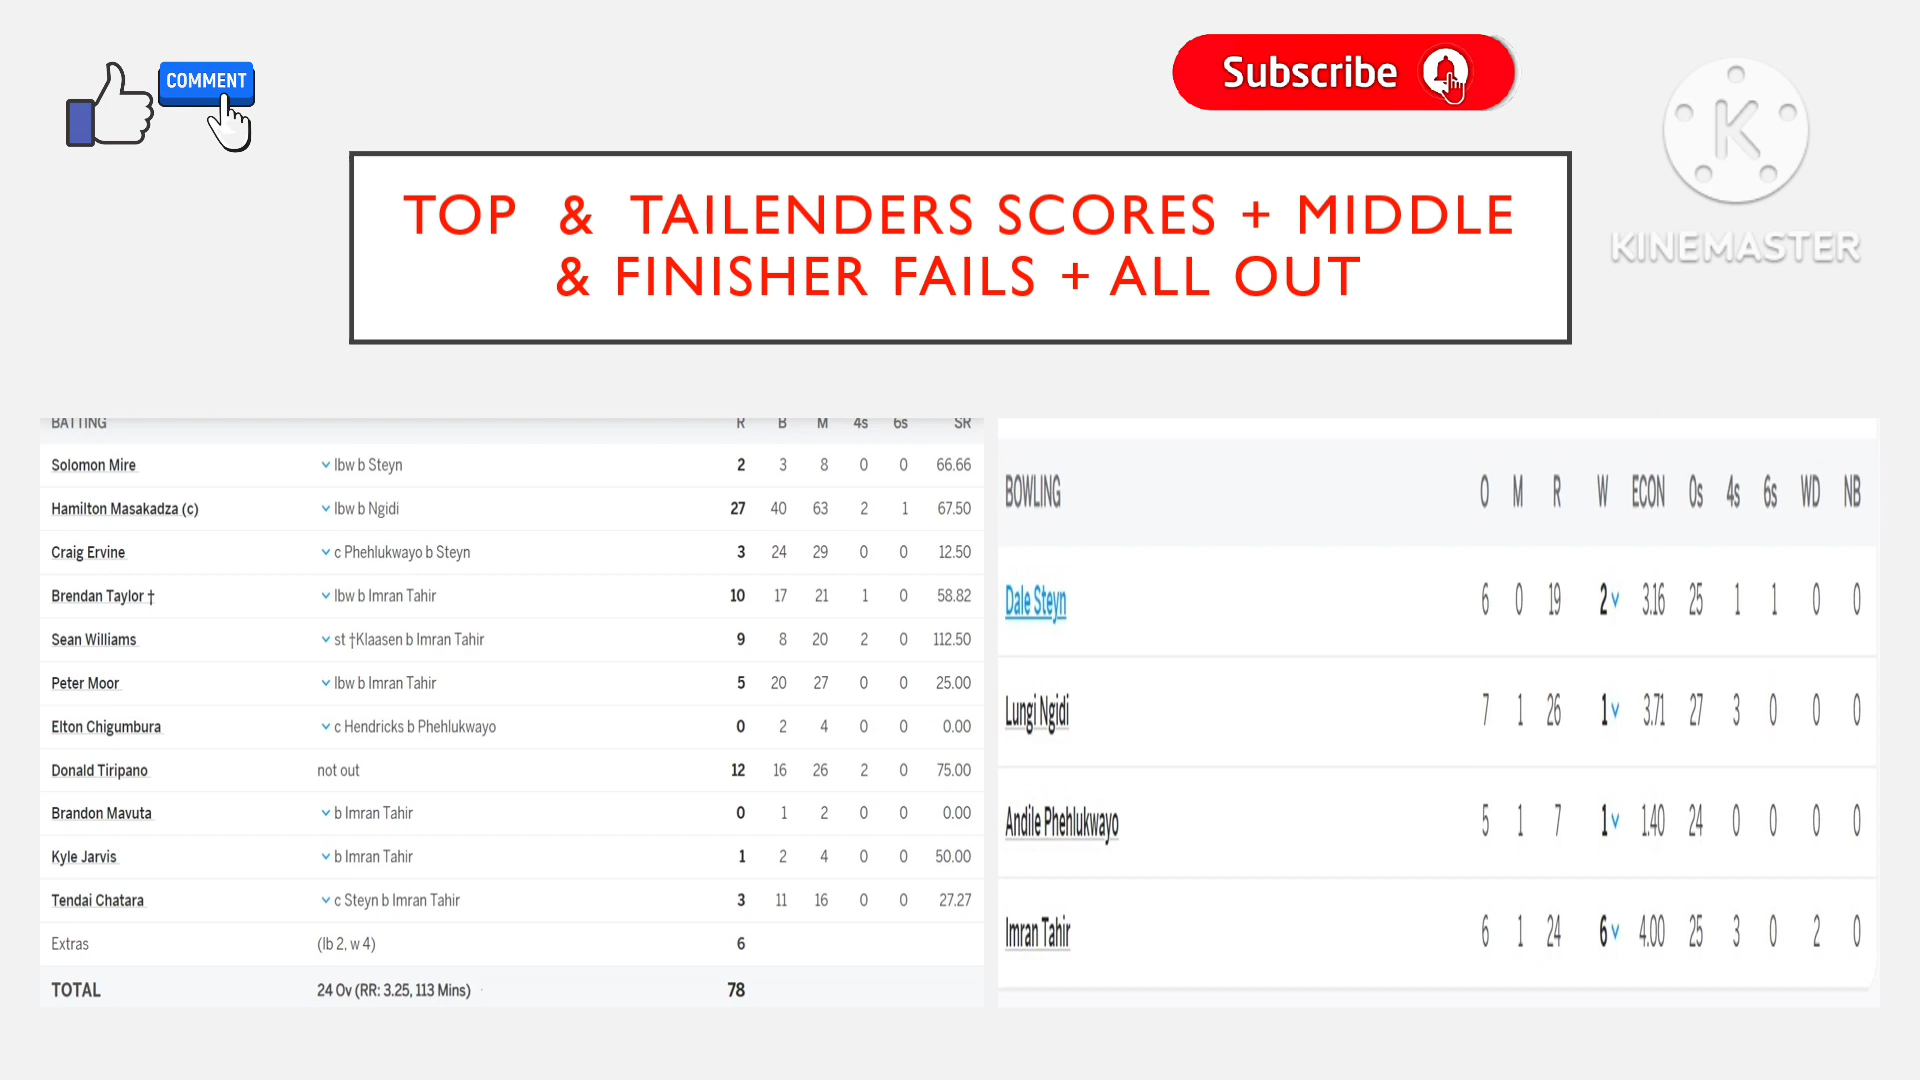 COMMENT
Subscribe
K
KINEMASTER
TOP & TAILENDERS SCORES + MIDDLE
& FINISHER FAILS + ALL OUT
BATTING R B M 4s 6s SR
Solomon Mire lbw b Steyn 2 3 8 0 0 66.66
Hamilton Masakadza (c) lbw b Ngidi 27 40 63 2 1 67.50
Craig Ervine c Phehlukwayo b Steyn 3 24 29 0 0 12.50
Brendan Taylor † lbw b Imran Tahir 10 17 21 1 0 58.82
Sean Williams st †Klaasen b Imran Tahir 9 8 20 2 0 112.50
Peter Moor lbw b Imran Tahir 5 20 27 0 0 25.00
Elton Chigumbura c Hendricks b Phehlukwayo 0 2 4 0 0 0.00
Donald Tiripano not out 12 16 26 2 0 75.00
Brandon Mavuta b Imran Tahir 0 1 2 0 0 0.00
Kyle Jarvis b Imran Tahir 1 2 4 0 0 50.00
Tendai Chatara c Steyn b Imran Tahir 3 11 16 0 0 27.27
Extras (lb 2, w 4) 6
TOTAL 24 Ov (RR: 3.25, 113 Mins) 78
BOWLING O M R W ECON 0s 4s 6s WD NB
Dale Steyn 6 0 19 2 3.16 25 1 1 0 0
Lungi Ngidi 7 1 26 1 3.71 27 3 0 0 0
Andile Phehlukwayo 5 1 7 1 1.40 24 0 0 0 0
Imran Tahir 6 1 24 6 4.00 25 3 0 2 0